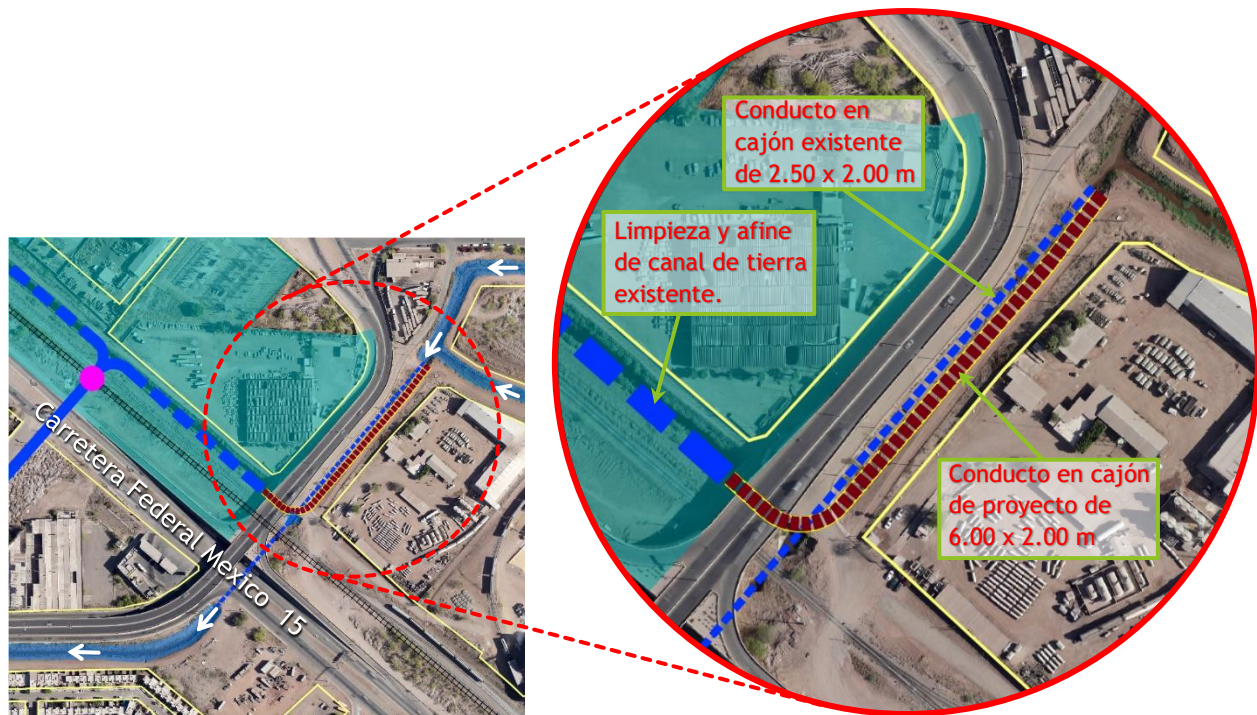 Conducto en
cajón existente
de 2.50 x 2.00 m
Limpieza y afine
de canal de tierra
existente.
Conducto en cajón
de proyecto de
6.00 x 2.00 m
Carretera Federal Mexico 15